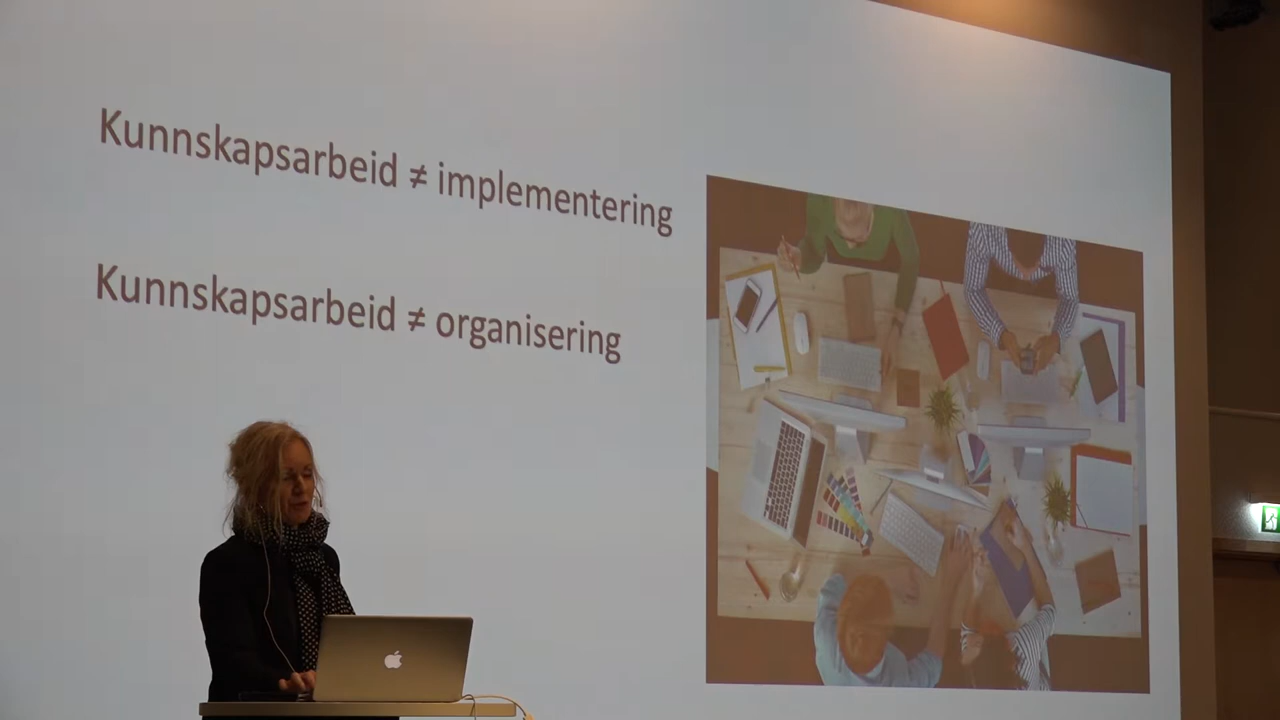 Kunnskapsarbeid ≠ implementering
Kunnskapsarbeid ≠ organisering